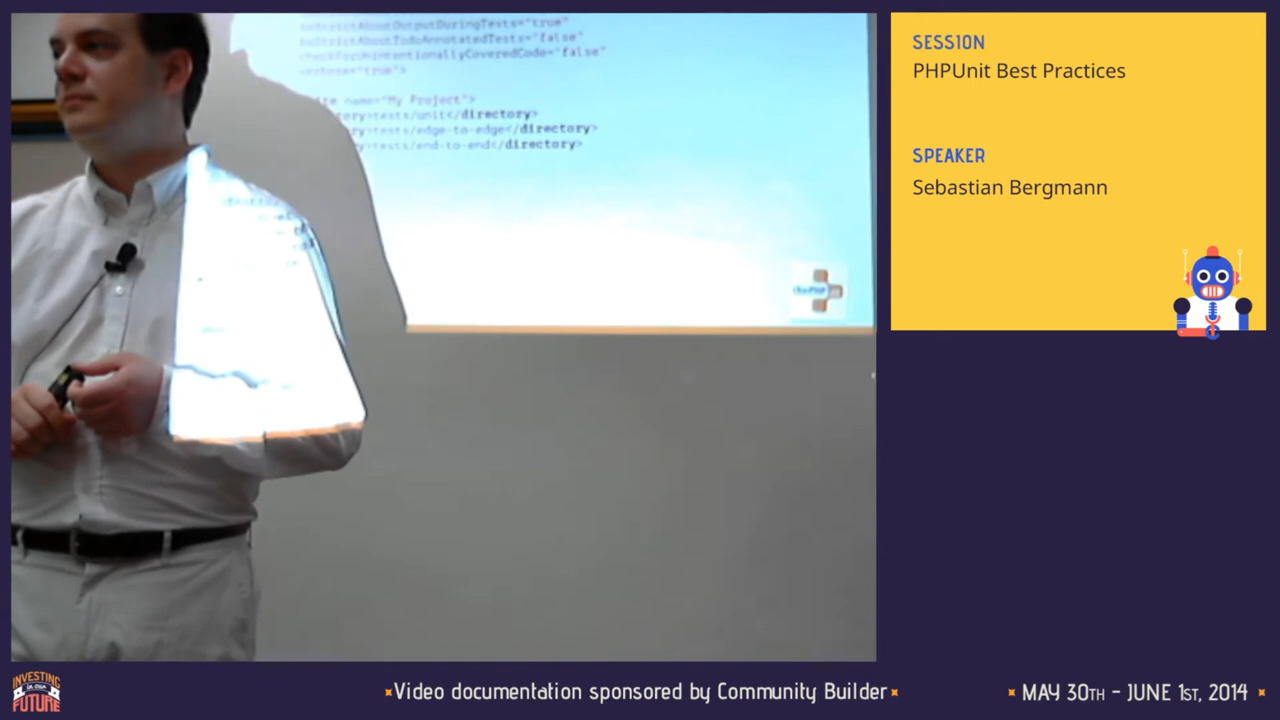 beStrictAboutOutputDuringTests="true"
beStrictAboutTodoAnnotatedTests="false"
checkForUnintentionallyCoveredCode="false"
verbose="true">
name="My Project">
tests/unit</directory>
tests/edge-to-edge</directory>
tests/end-to-end</directory>
SESSION
PHPUnit Best Practices
SPEAKER
Sebastian Bergmann
INVESTING
in our
FUTURE
Video documentation sponsored by Community Builder
MAY 30TH - JUNE 1ST, 2014